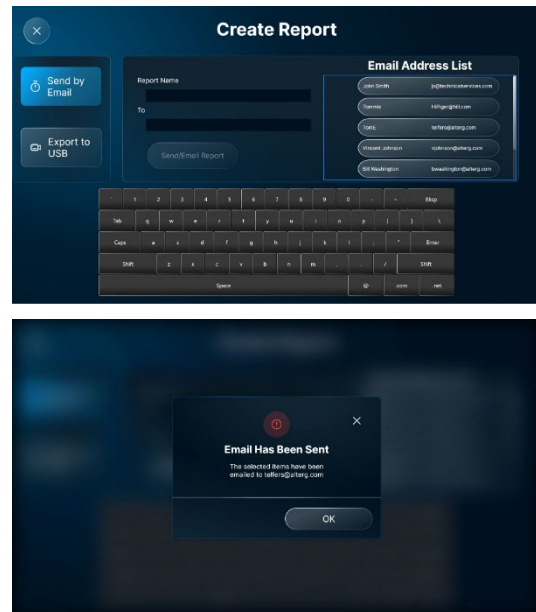 Create Report
Send by
Email
Export to
USB
Report Name
To
Send/Email Report
Email Address List
John Smith js@technicalservices.com
Tommie Hilfiger@hill.com
TomE telfers@alterg.com
Vincent Johnson vjohnson@alterg.com
Bill Washington bwashington@alterg.com
` 1 2 3 4 5 6 7 8 9 0 - = Bksp
Tab q w e r t y u i o p [ ] \
Caps a s d f g h j k l ; ' Enter
Shift z x c v b n m , . / Shift
Space @ .com .net
Email Has Been Sent
The selected items have been
emailed to telfers@alterg.com
OK